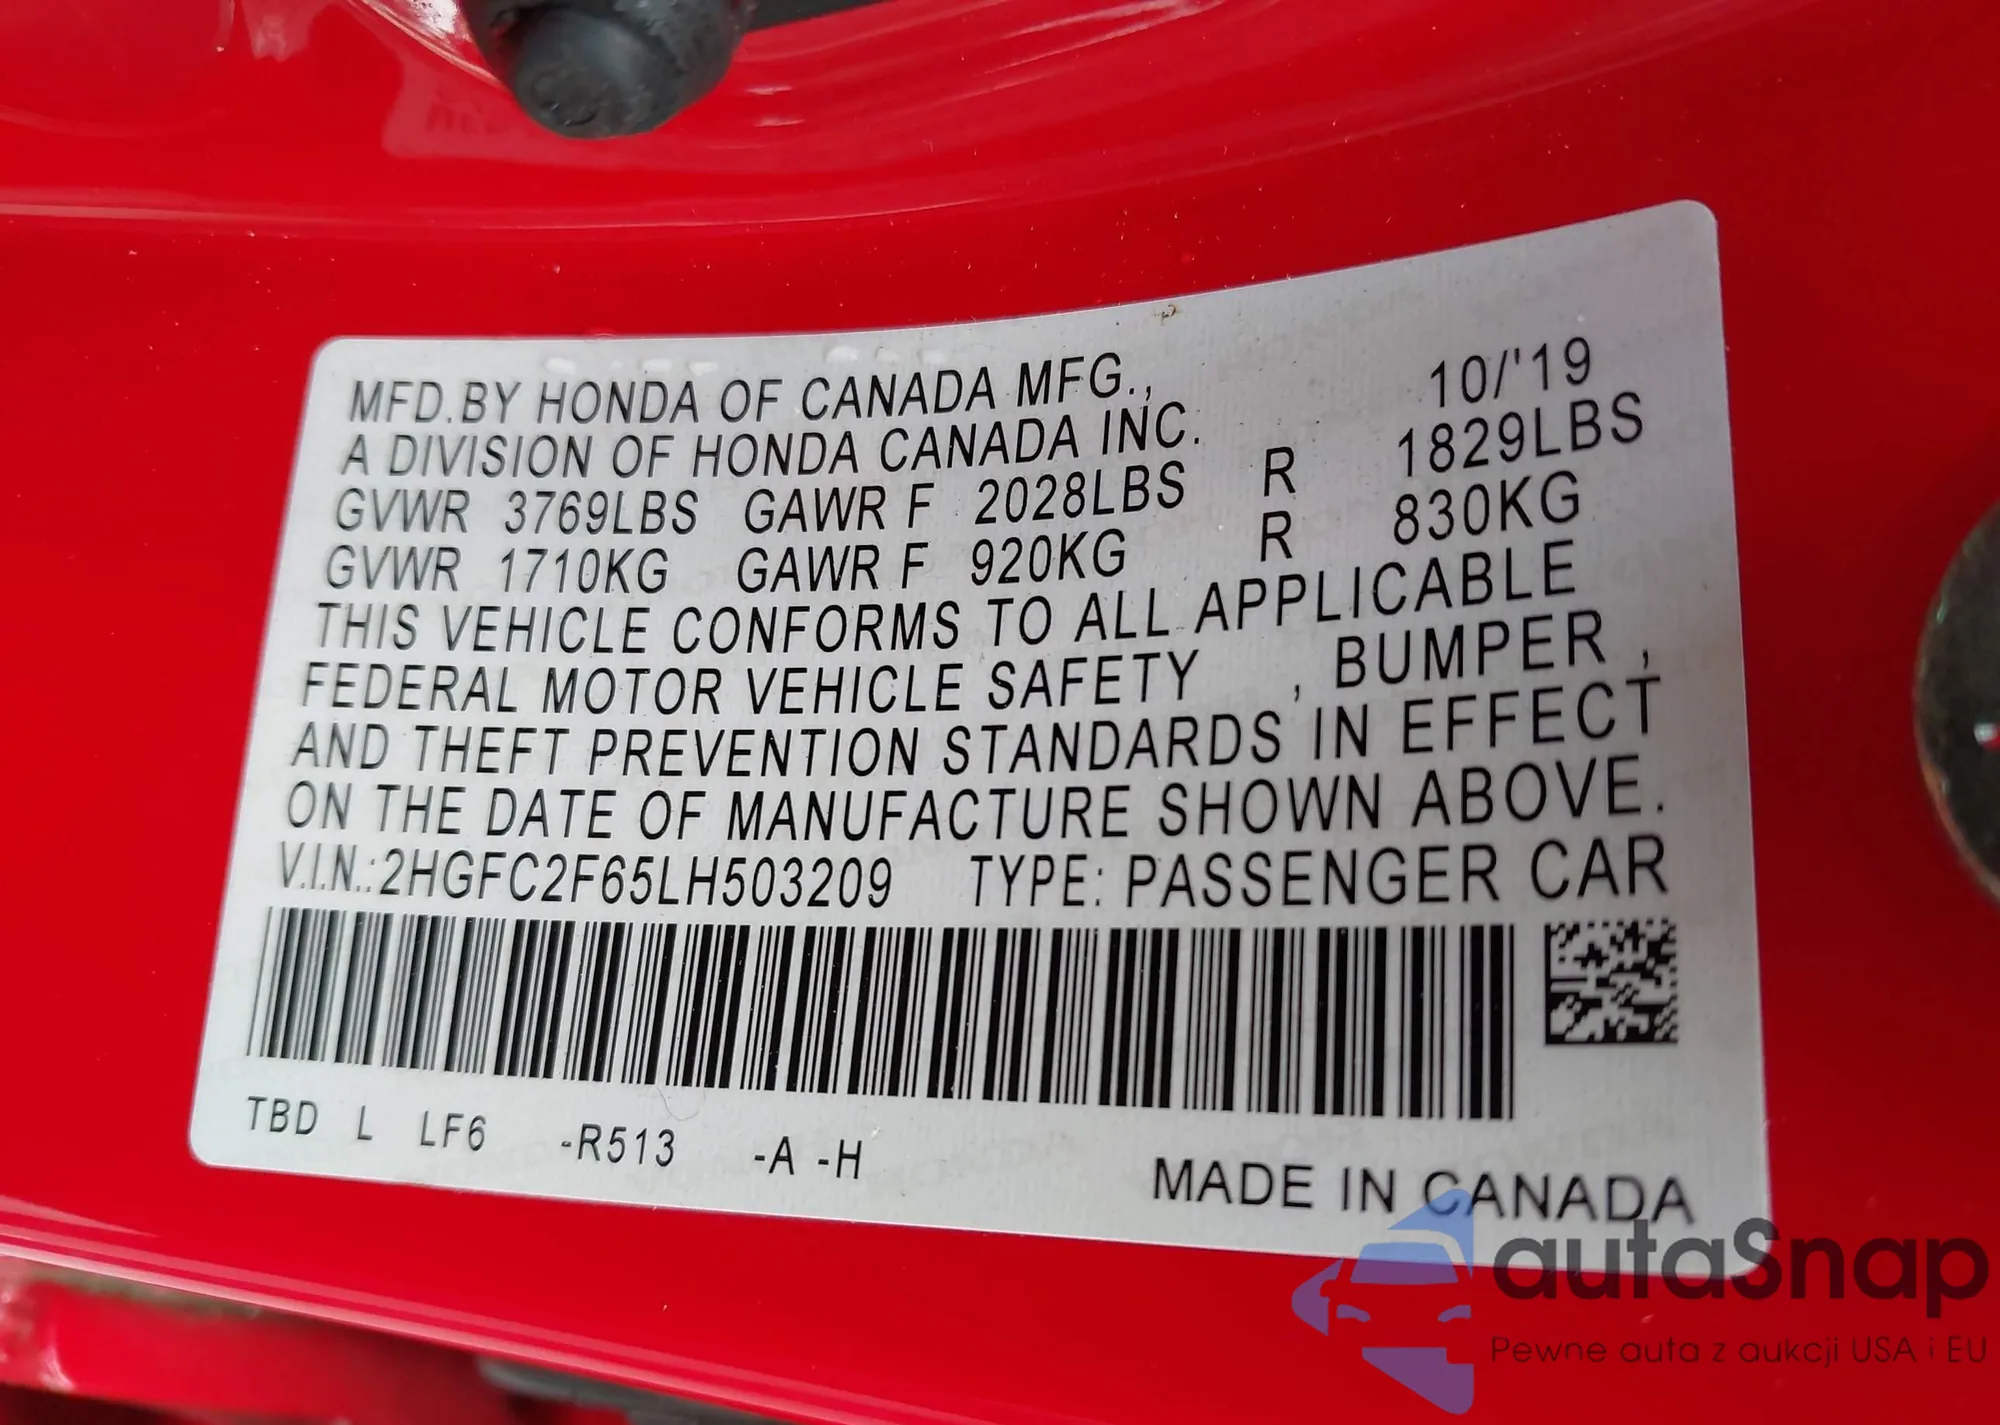 MFD.BY HONDA OF CANADA MFG., 10/'19
A DIVISION OF HONDA CANADA INC.
GVWR 3769LBS GAWR F 2028LBS R 1829LBS
GVWR 1710KG GAWR F 920KG R 830KG
THIS VEHICLE CONFORMS TO ALL APPLICABLE
FEDERAL MOTOR VEHICLE SAFETY , BUMPER ,
AND THEFT PREVENTION STANDARDS IN EFFECT
ON THE DATE OF MANUFACTURE SHOWN ABOVE.
V.I.N.:2HGFC2F65LH503209 TYPE: PASSENGER CAR
TBD L LF6 -R513 -A -H
MADE IN CANADA
autaSnap
Pewne auta z aukcji USA i EU